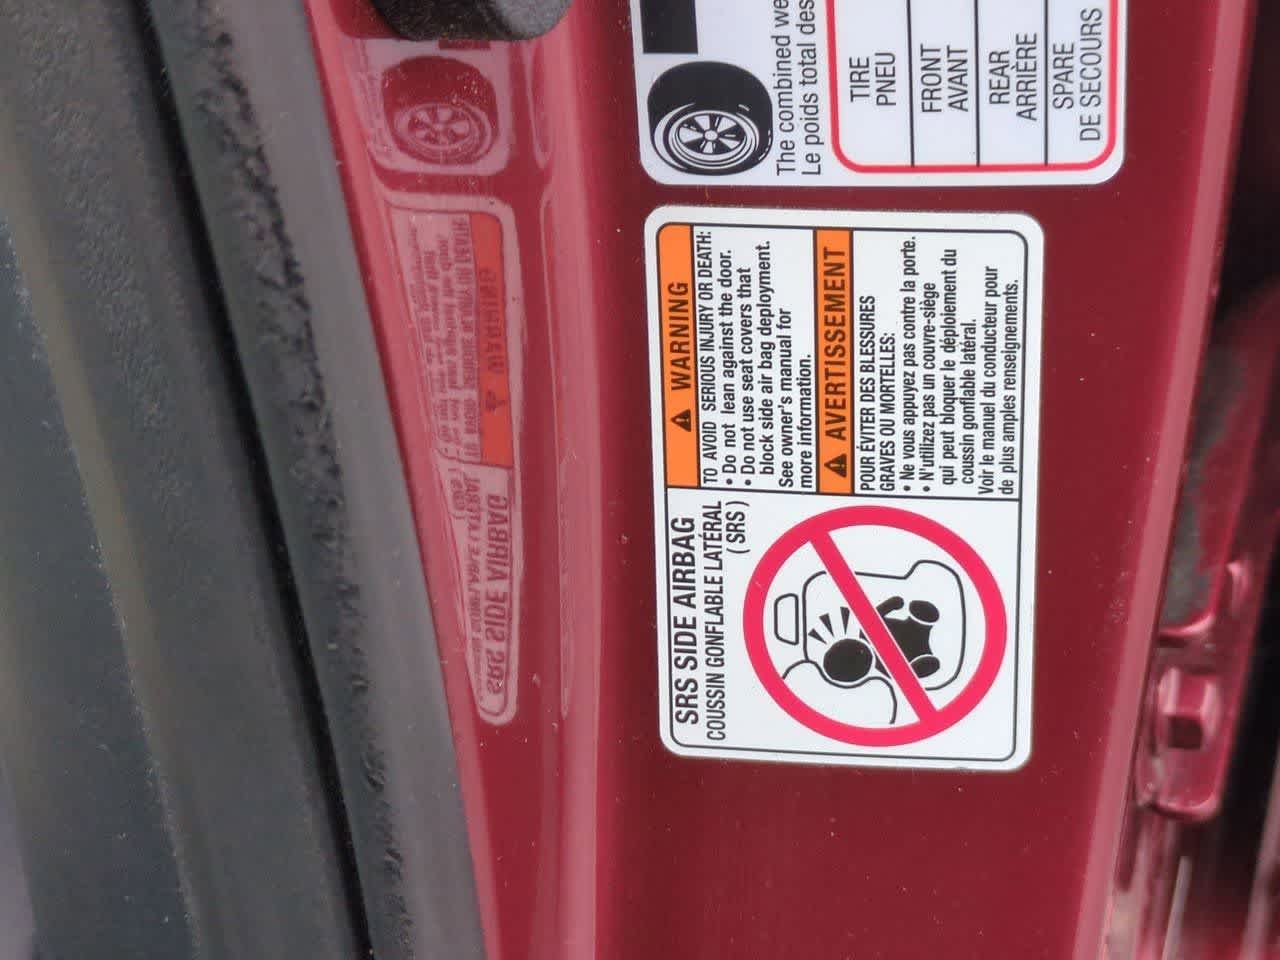 SRS SIDE AIRBAG
COUSSIN GONFLABLE LATÉRAL
( SRS )
WARNING
TO AVOID SERIOUS INJURY OR DEATH:
• Do not lean against the door.
• Do not use seat covers that
block side air bag deployment.
See owner's manual for
more information.
AVERTISSEMENT
POUR ÉVITER DES BLESSURES
GRAVES OU MORTELLES:
• Ne vous appuyez pas contre la porte.
• N'utilizez pas un couvre-siège
qui peut bloquer le déploiement du
coussin gonflable latéral.
Voir le manuel du conducteur pour
de plus amples renseignements.
The combined we
Le poids total des
TIRE
PNEU
FRONT
AVANT
REAR
ARRIÈRE
SPARE
DE SECOURS